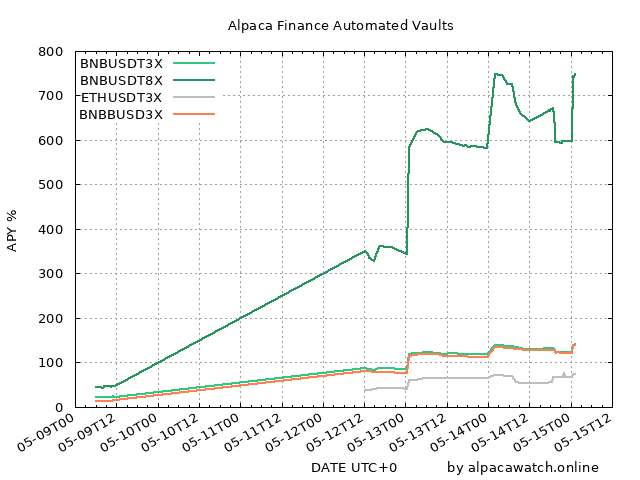 Alpaca Finance Automated Vaults
BNBUSDT3X
BNBUSDT8X
ETHUSDT3X
BNBBUSD3X
APY %
800
700
600
500
400
300
200
100
0
05-09T00
05-09T12
05-10T00
05-10T12
05-11T00
05-11T12
05-12T00
05-12T12
05-13T00
05-13T12
05-14T00
05-14T12
05-15T00
05-15T12
DATE UTC+0
by alpacawatch.online